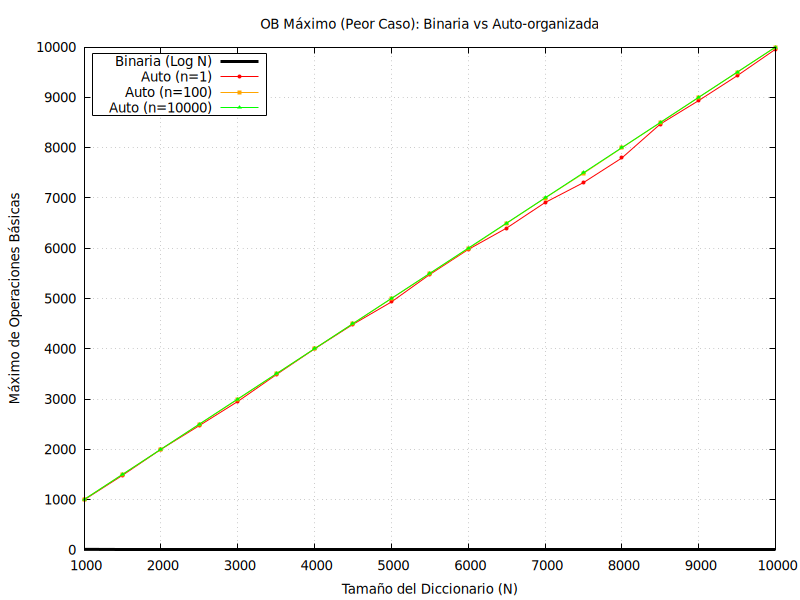 OB Máximo (Peor Caso): Binaria vs Auto-organizada
Máximo de Operaciones Básicas
10000
9000
8000
7000
6000
5000
4000
3000
2000
1000
0
Binaria (Log N)
Auto (n=1)
Auto (n=100)
Auto (n=10000)
1000 2000 3000 4000 5000 6000 7000 8000 9000 10000
Tamaño del Diccionario (N)